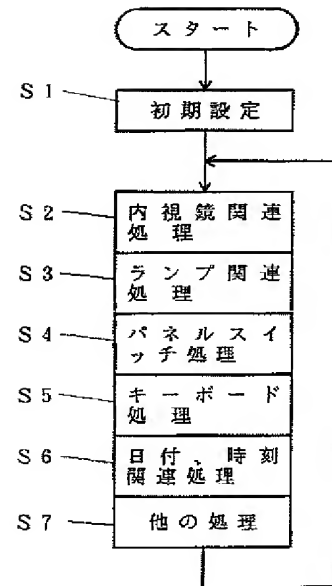 スタート
S1
初期設定
S2
内視鏡関連
処理
S3
ランプ関連
処理
S4
パネルスイ
ッチ処理
S5
キーボード
処理
S6
日付、時刻
関連処理
S7
他の処理